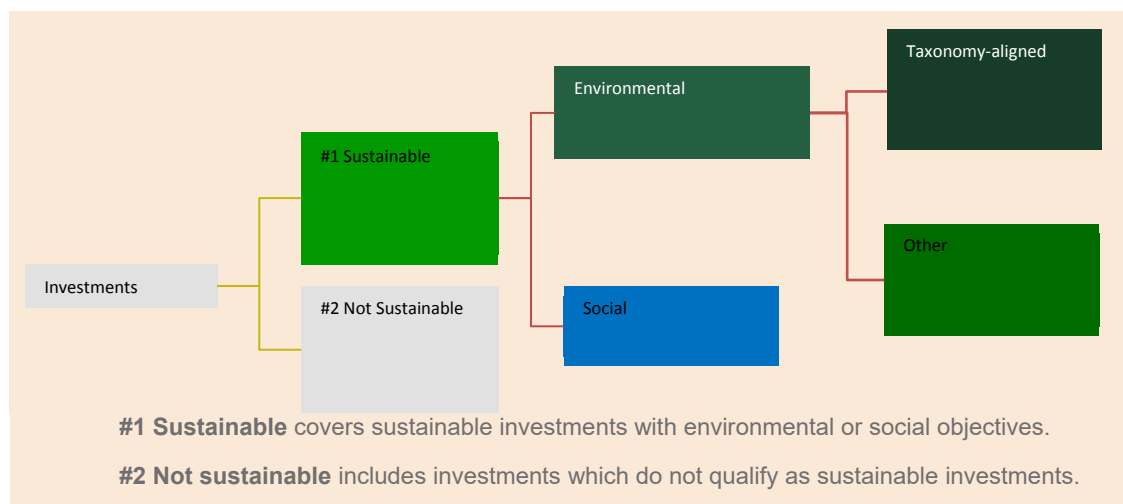 Taxonomy-aligned
Environmental
#1 Sustainable
Other
Investments
#2 Not Sustainable
Social
#1 Sustainable covers sustainable investments with environmental or social objectives.
#2 Not sustainable includes investments which do not qualify as sustainable investments.